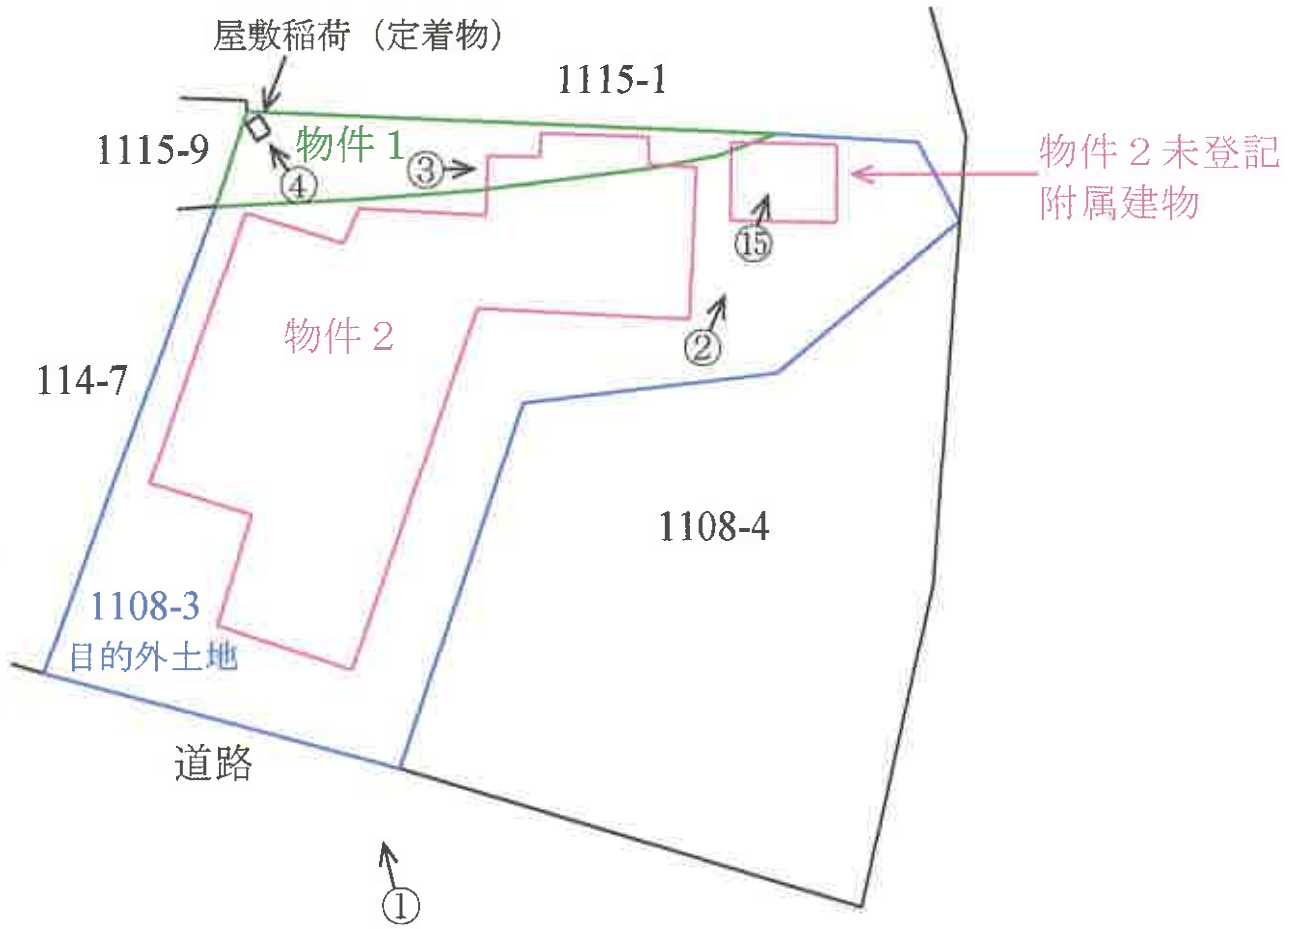 屋敷稲荷（定着物）
1115-1
1115-9
物件1
③
④
物件2未登記
附属建物
⑮
物件2
②
114-7
1108-4
1108-3
目的外土地
道路
①